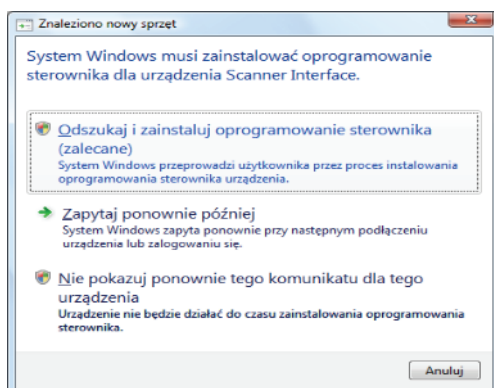 Znaleziono nowy sprzęt
System Windows musi zainstalować oprogramowanie
sterownika dla urządzenia Scanner Interface.
Odszukaj i zainstaluj oprogramowanie sterownika
(zalecane)
System Windows przeprowadzi użytkownika przez proces instalowania
oprogramowania sterownika urządzenia.
Zapytaj ponownie później
System Windows zapyta ponownie przy następnym podłączeniu
urządzenia lub zalogowaniu się.
Nie pokazuj ponownie tego komunikatu dla tego
urządzenia
Urządzenie nie będzie działać do czasu zainstalowania oprogramowania
sterownika.
Anuluj